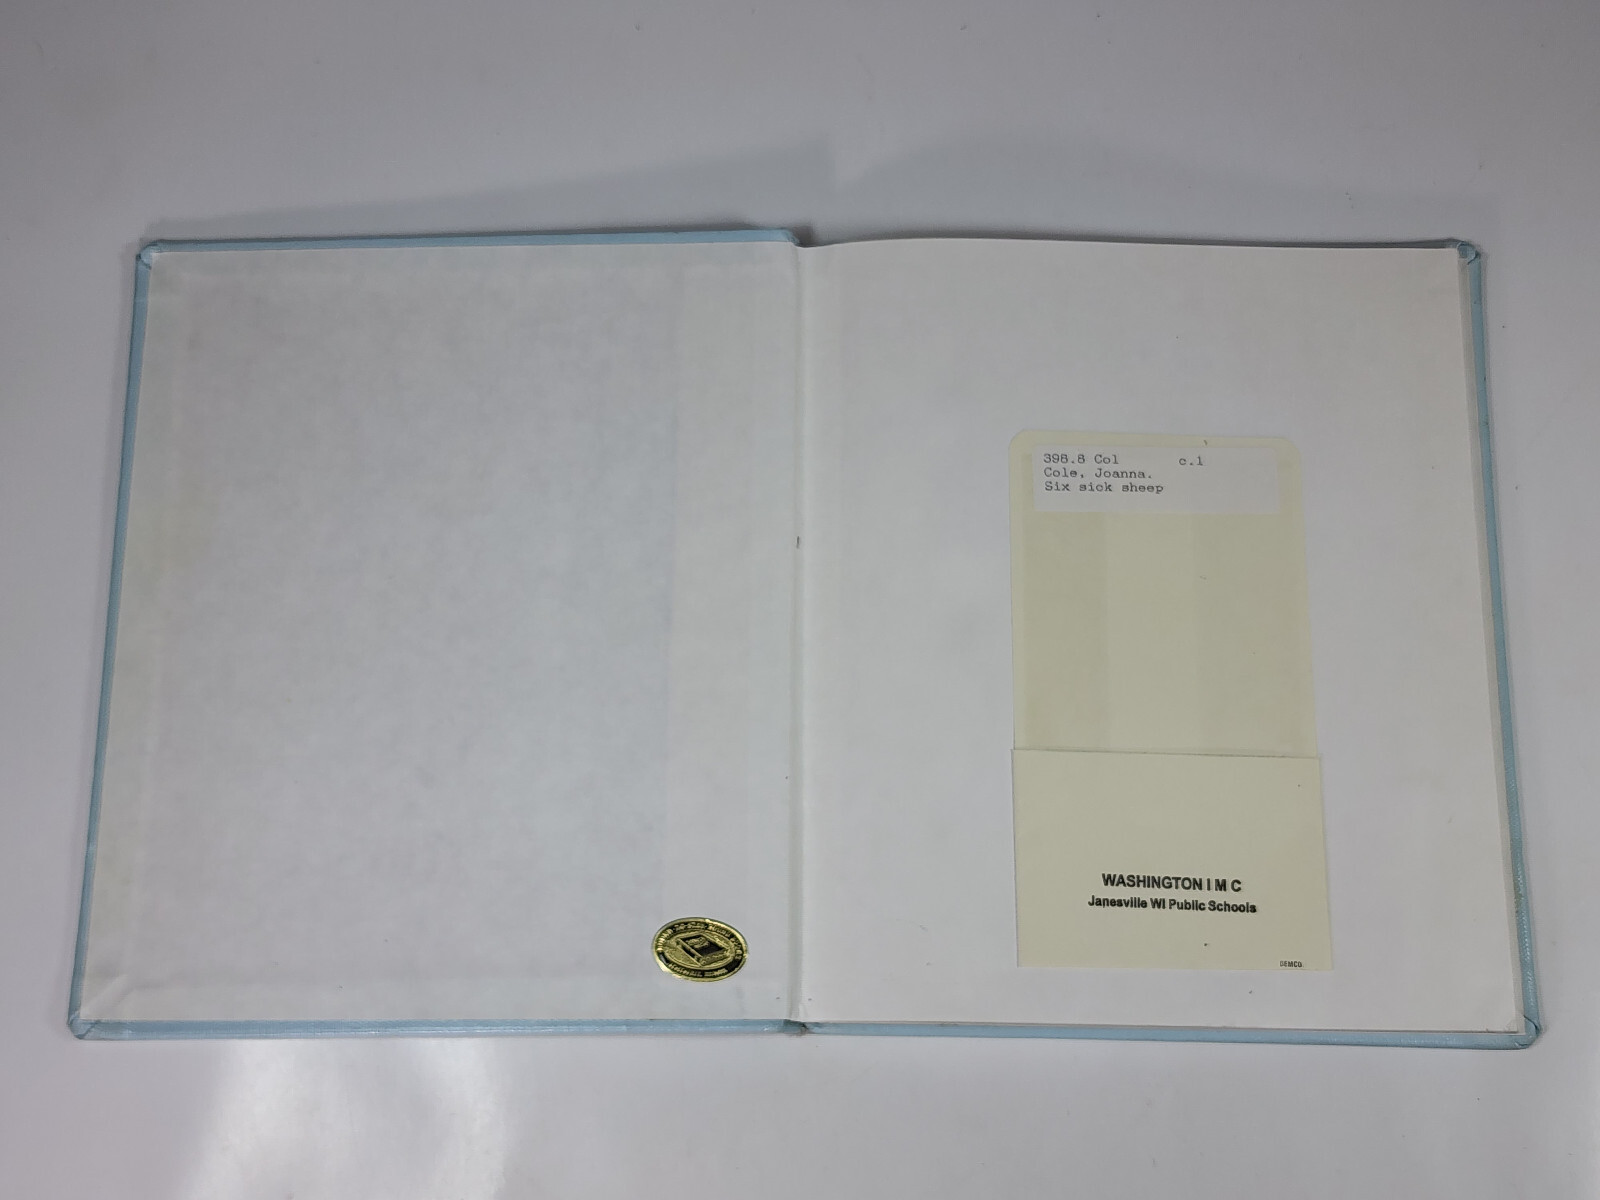 398.8 Col c.1
Cole, Joanna.
Six sick sheep
WASHINGTON I M C
Janesville WI Public Schools
DEMCO